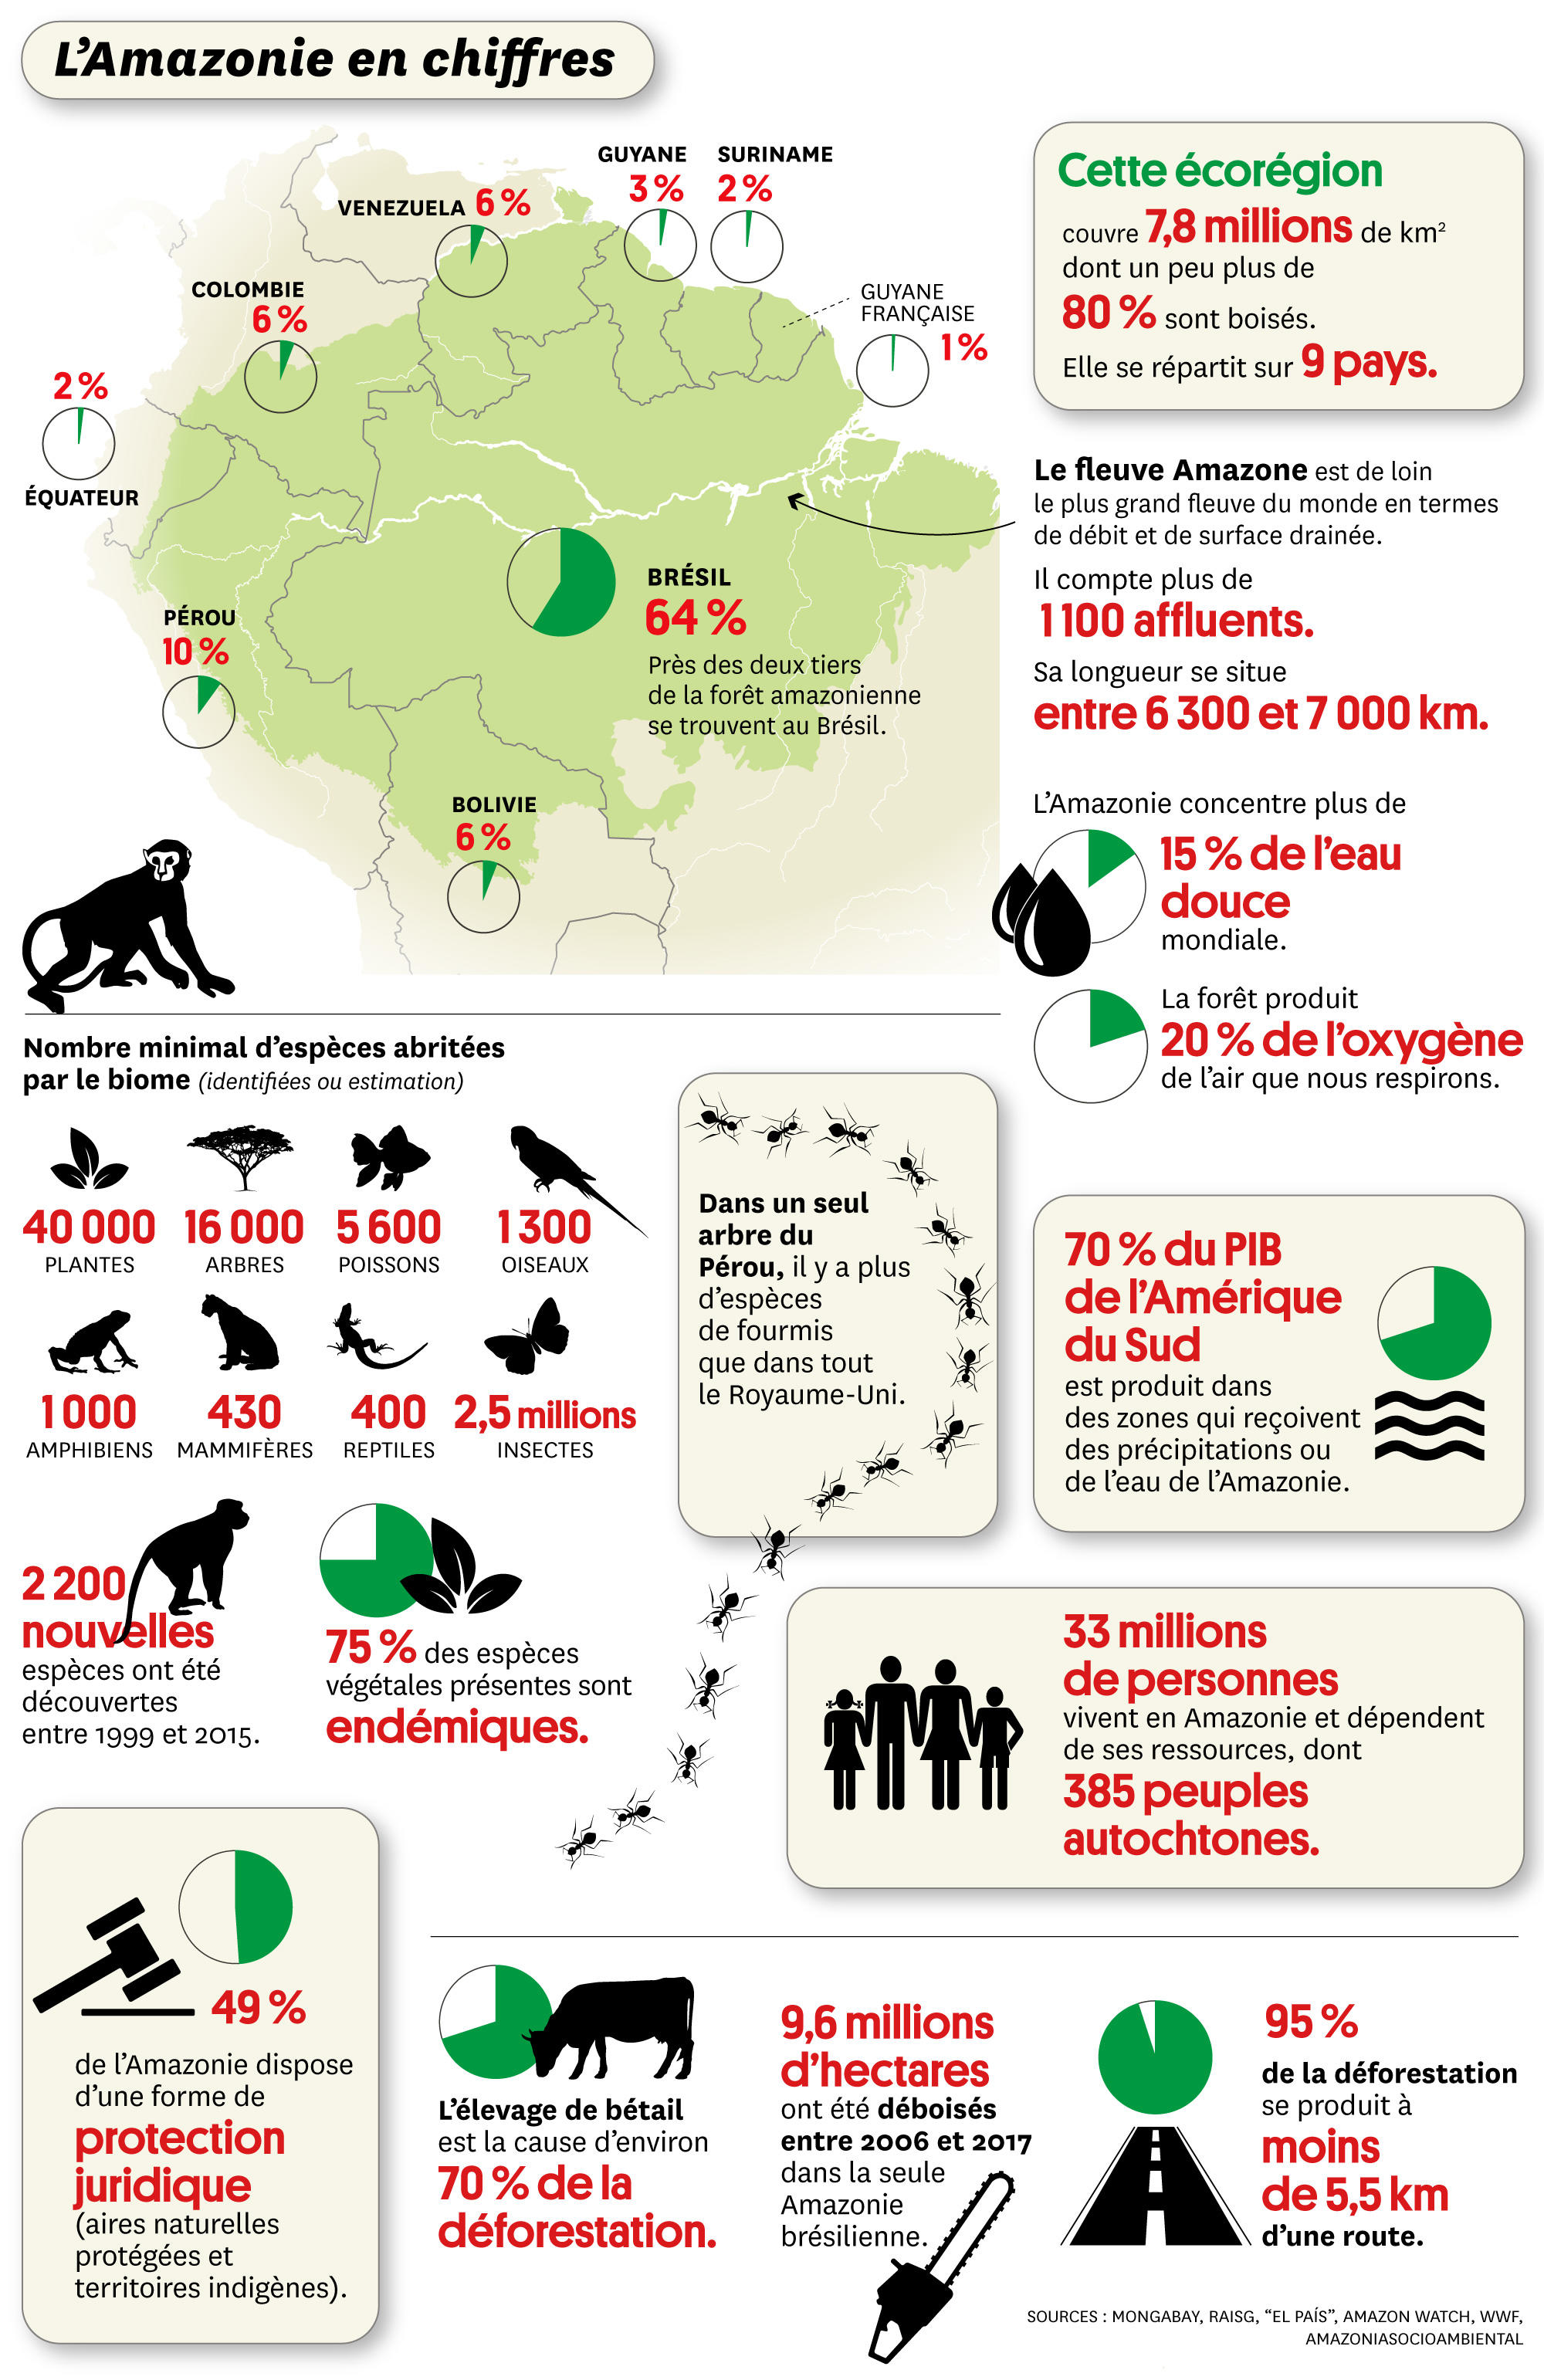 L’Amazonie en chiffres
GUYANE
3 %
SURINAME
2 %
VENEZUELA 6 %
COLOMBIE
6 %
GUYANE
FRANÇAISE
1 %
2 %
ÉQUATEUR
BRÉSIL
64 %
Près des deux tiers
de la forêt amazonienne
se trouvent au Brésil.
PÉROU
10 %
BOLIVIE
6 %
Cette écorégion
couvre 7,8 millions de km²
dont un peu plus de
80 % sont boisés.
Elle se répartit sur 9 pays.
Le fleuve Amazone est de loin
le plus grand fleuve du monde en termes
de débit et de surface drainée.
Il compte plus de
1 100 affluents.
Sa longueur se situe
entre 6 300 et 7 000 km.
L’Amazonie concentre plus de
15 % de l’eau
douce
mondiale.
La forêt produit
20 % de l’oxygène
de l’air que nous respirons.
Nombre minimal d’espèces abritées
par le biome (identifiées ou estimation)
40 000
PLANTES
16 000
ARBRES
5 600
POISSONS
1 300
OISEAUX
1 000
AMPHIBIENS
430
MAMMIFÈRES
400
REPTILES
2,5 millions
INSECTES
Dans un seul
arbre du
Pérou, il y a plus
d’espèces
de fourmis
que dans tout
le Royaume-Uni.
70 % du PIB
de l’Amérique
du Sud
est produit dans
des zones qui reçoivent
des précipitations ou
de l’eau de l’Amazonie.
2 200
nouvelles
espèces ont été
découvertes
entre 1999 et 2015.
75 % des espèces
végétales présentes sont
endémiques.
33 millions
de personnes
vivent en Amazonie et dépendent
de ses ressources, dont
385 peuples
autochtones.
49 %
de l’Amazonie dispose
d’une forme de
protection
juridique
(aires naturelles
protégées et
territoires indigènes).
L’élevage de bétail
est la cause d’environ
70 % de la
déforestation.
9,6 millions
d’hectares
ont été déboisés
entre 2006 et 2017
dans la seule
Amazonie
brésilienne.
95 %
de la déforestation
se produit à
moins
de 5,5 km
d’une route.
SOURCES : MONGABAY, RAISG, “EL PAÍS”, AMAZON WATCH, WWF,
AMAZONIASOCIOAMBIENTAL